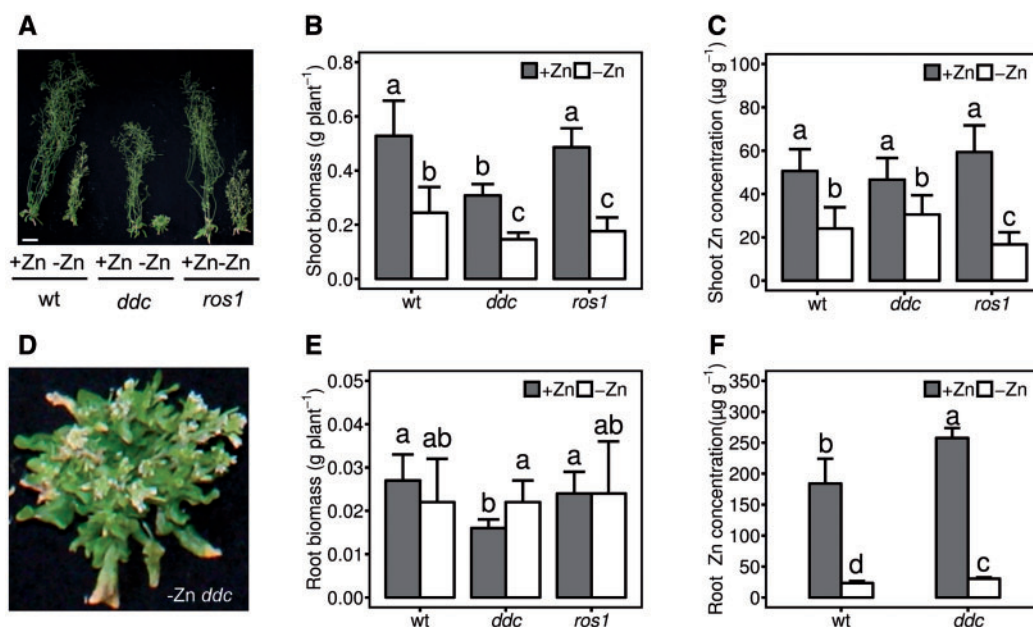 A
+Zn -Zn +Zn -Zn +Zn-Zn
wt ddc ros1
B
Shoot biomass (g plant⁻¹)
0.8
0.6
0.4
0.2
0.0
+Zn −Zn
a b b c a c
wt ddc ros1
C
Shoot Zn concentration (µg g⁻¹)
100
80
60
40
20
0
+Zn −Zn
a b a b a c
wt ddc ros1
D
-Zn ddc
E
Root biomass (g plant⁻¹)
0.05
0.04
0.03
0.02
0.01
0.00
+Zn −Zn
a ab b a a ab
wt ddc ros1
F
Root Zn concentration(µg g⁻¹)
350
300
250
200
150
100
50
0
+Zn −Zn
b d a c
wt ddc